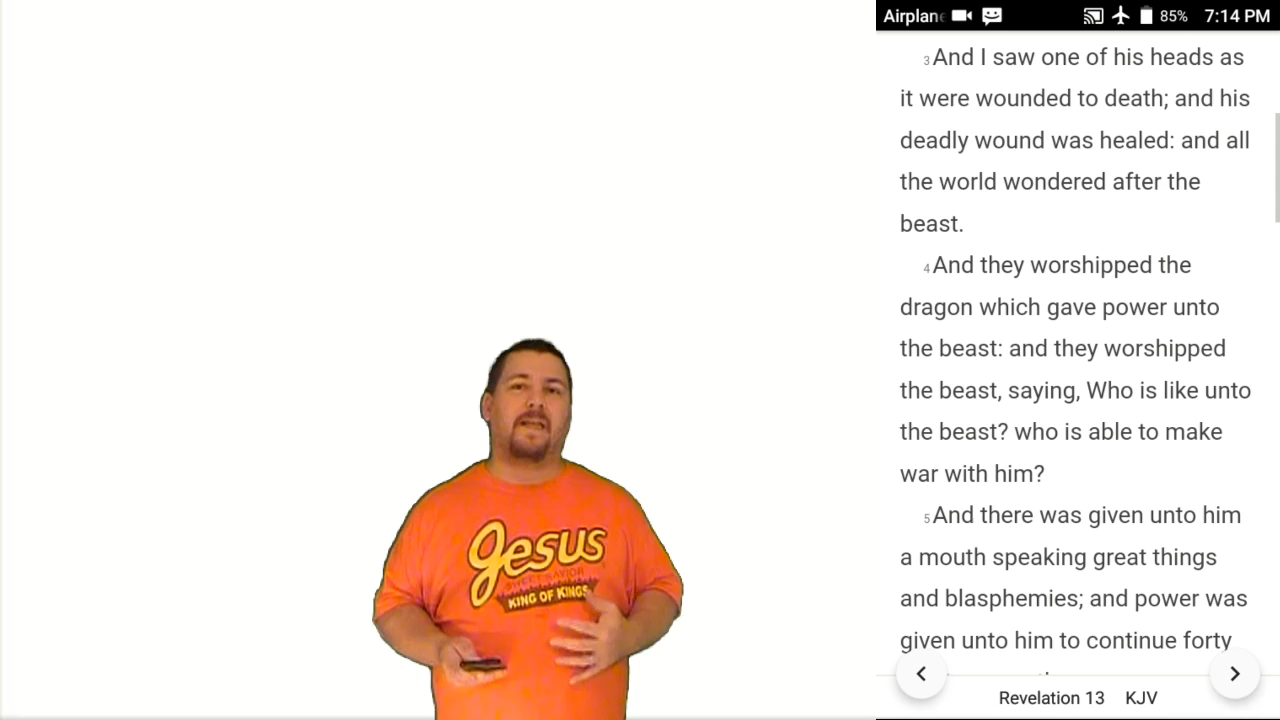 Jesus
SWEET SAVIOR
KING OF KINGS
Airplane
85%
7:14 PM
3 And I saw one of his heads as
it were wounded to death; and his
deadly wound was healed: and all
the world wondered after the
beast.
4 And they worshipped the
dragon which gave power unto
the beast: and they worshipped
the beast, saying, Who is like unto
the beast? who is able to make
war with him?
5 And there was given unto him
a mouth speaking great things
and blasphemies; and power was
given unto him to continue forty
Revelation 13 KJV